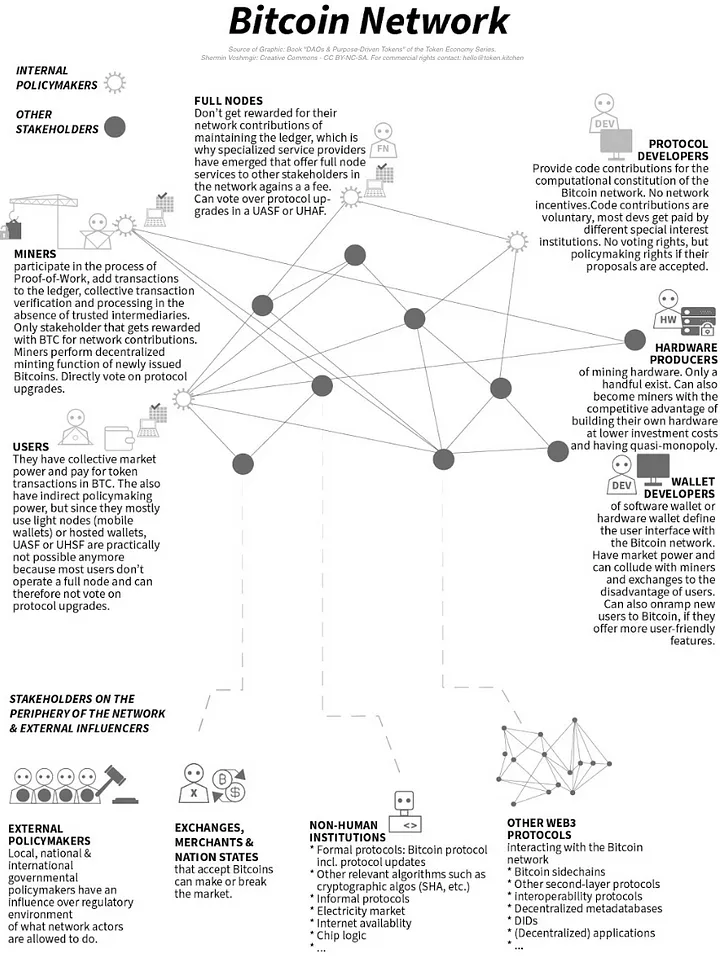 Bitcoin Network
Source of Graphic: Book "DAOs & Purpose-Driven Tokens" of the Token Economy Series.
Shermin Voshmgir: Creative Commons - CC BY-NC-SA. For commercial rights contact: hello@token.kitchen
INTERNAL
POLICYMAKERS
OTHER
STAKEHOLDERS
FULL NODES
Don't get rewarded for their
network contributions of
maintaining the ledger, which is
why specialized service providers
have emerged that offer full node
services to other stakeholders in
the network agains a a fee.
Can vote over protocol up-
grades in a UASF or UHAF.
FN
DEV
PROTOCOL
DEVELOPERS
Provide code contributions for the
computational constitution of the
Bitcoin network. No network
incentives.Code contributions are
voluntary, most devs get paid by
different special interest
institutions. No voting rights, but
policymaking rights if their
proposals are accepted.
MINERS
participate in the process of
Proof-of-Work, add transactions
to the ledger, collective transaction
verification and processing in the
absence of trusted intermediaries.
Only stakeholder that gets rewarded
with BTC for network contributions.
Miners perform decentralized
minting function of newly issued
Bitcoins. Directly vote on protocol
upgrades.
HW
HARDWARE
PRODUCERS
of mining hardware. Only a
handful exist. Can also
become miners with the
competitive advantage of
building their own hardware
at lower investment costs
and having quasi-monopoly.
USERS
They have collective market
power and pay for token
transactions in BTC. The also
have indirect policymaking
power, but since they mostly
use light nodes (mobile
wallets) or hosted wallets,
UASF or UHSF are practically
not possible anymore
because most users don't
operate a full node and can
therefore not vote on
protocol upgrades.
DEV
WALLET
DEVELOPERS
of software wallet or
hardware wallet define
the user interface with
the Bitcoin network.
Have market power and
can collude with miners
and exchanges to the
disadvantage of users.
Can also onramp new
users to Bitcoin, if they
offer more user-friendly
features.
STAKEHOLDERS ON THE
PERIPHERY OF THE NETWORK
& EXTERNAL INFLUENCERS
EXTERNAL
POLICYMAKERS
Local, national &
international
governmental
policymakers have an
influence over regulatory
environment
of what network actors
are allowed to do.
X
B
$
EXCHANGES,
MERCHANTS &
NATION STATES
that accept Bitcoins
can make or break
the market.
<>
NON-HUMAN
INSTITUTIONS
* Formal protocols: Bitcoin protocol
incl. protocol updates
* Other relevant algorithms such as
cryptographic algos (SHA, etc.)
* Informal protocols
* Electricity market
* Internet availablity
* Chip logic
* ...
OTHER WEB3
PROTOCOLS
interacting with the Bitcoin
network
* Bitcoin sidechains
* Other second-layer protocols
* Interoperability protocols
* Decentralized metadatabases
* DIDs
* (Decentralized) applications
* ...